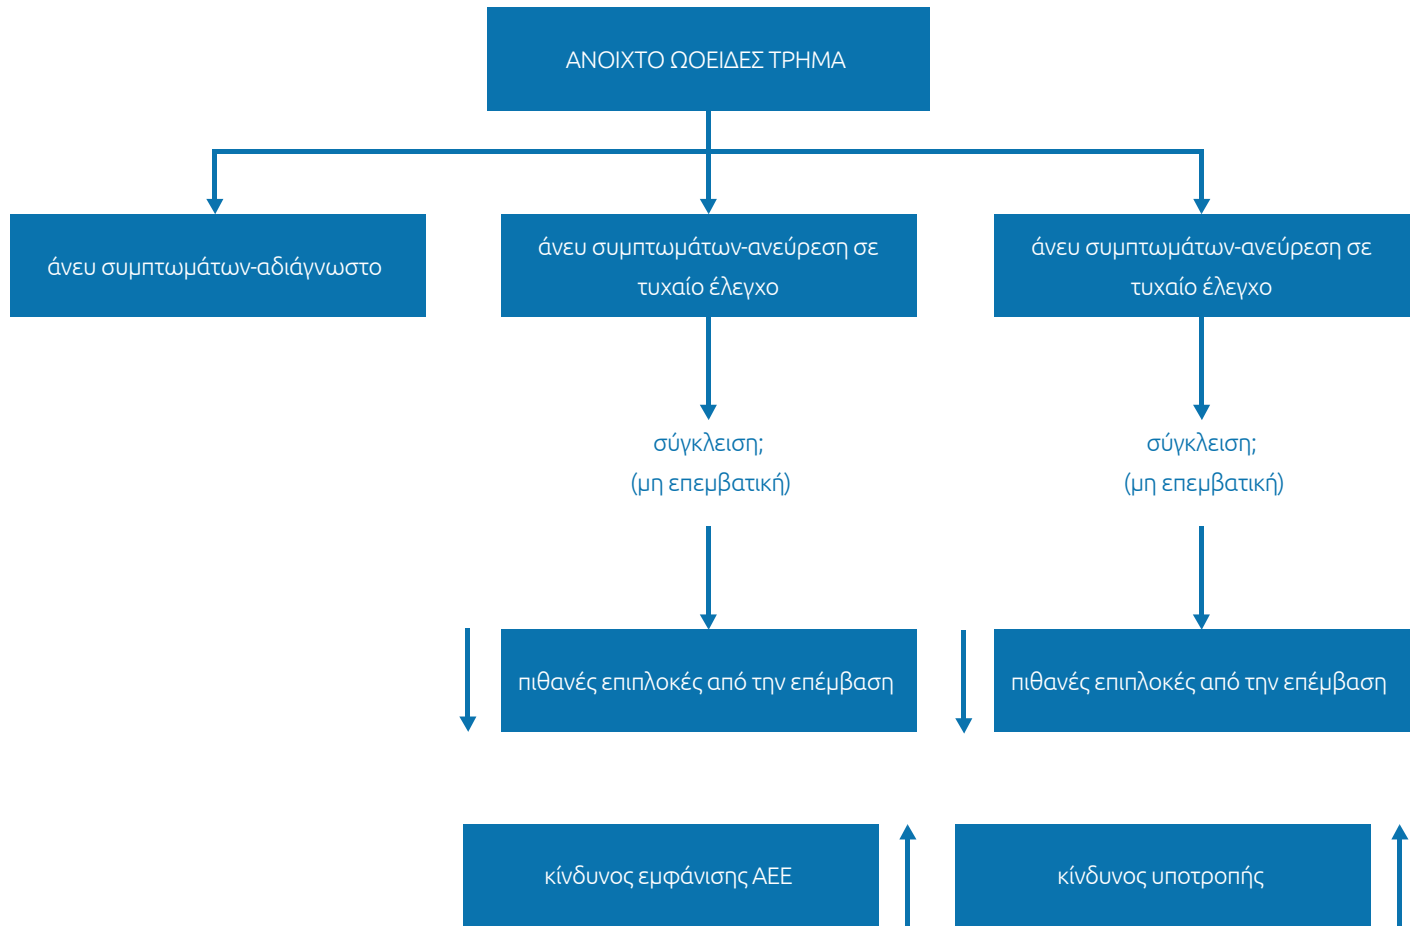 ΑΝΟΙΧΤΟ ΩΟΕΙΔΕΣ ΤΡΗΜΑ
άνευ συμπτωμάτων-αδιάγνωστο
άνευ συμπτωμάτων-ανεύρεση σε
τυχαίο έλεγχο
άνευ συμπτωμάτων-ανεύρεση σε
τυχαίο έλεγχο
σύγκλειση;
(μη επεμβατική)
σύγκλειση;
(μη επεμβατική)
πιθανές επιπλοκές από την επέμβαση
πιθανές επιπλοκές από την επέμβαση
κίνδυνος εμφάνισης ΑΕΕ
κίνδυνος υποτροπής